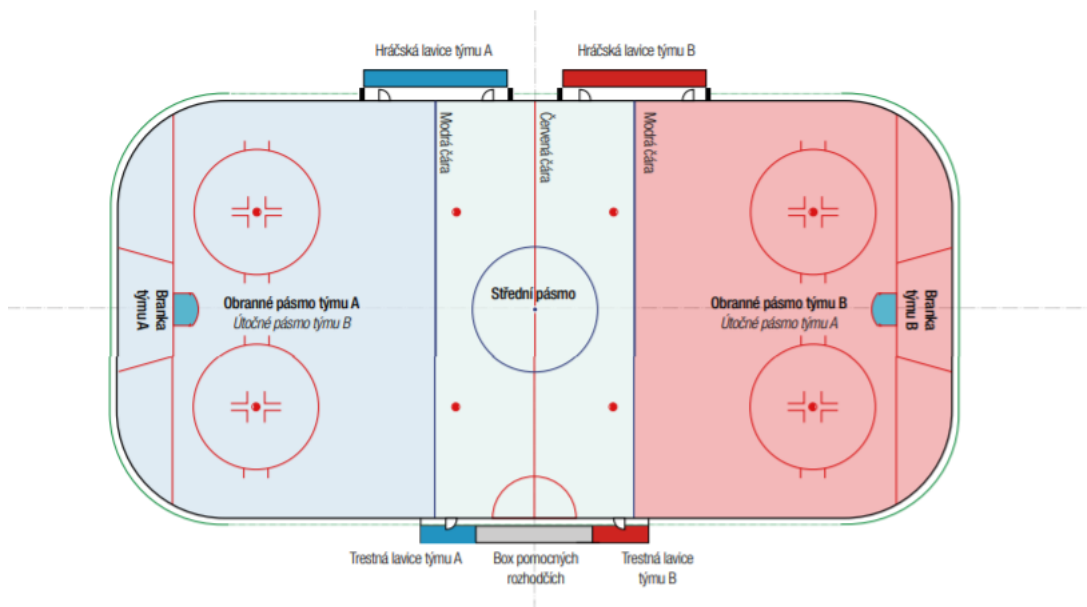 Hráčská lavice týmu A
Hráčská lavice týmu B
Modrá čára
Červená čára
Modrá čára
Branka
týmu A
Obranné pásmo týmu A
Útočné pásmo týmu B
Střední pásmo
Obranné pásmo týmu B
Útočné pásmo týmu A
Branka
týmu B
Trestná lavice týmu A
Box pomocných
rozhodčích
Trestná lavice
týmu B